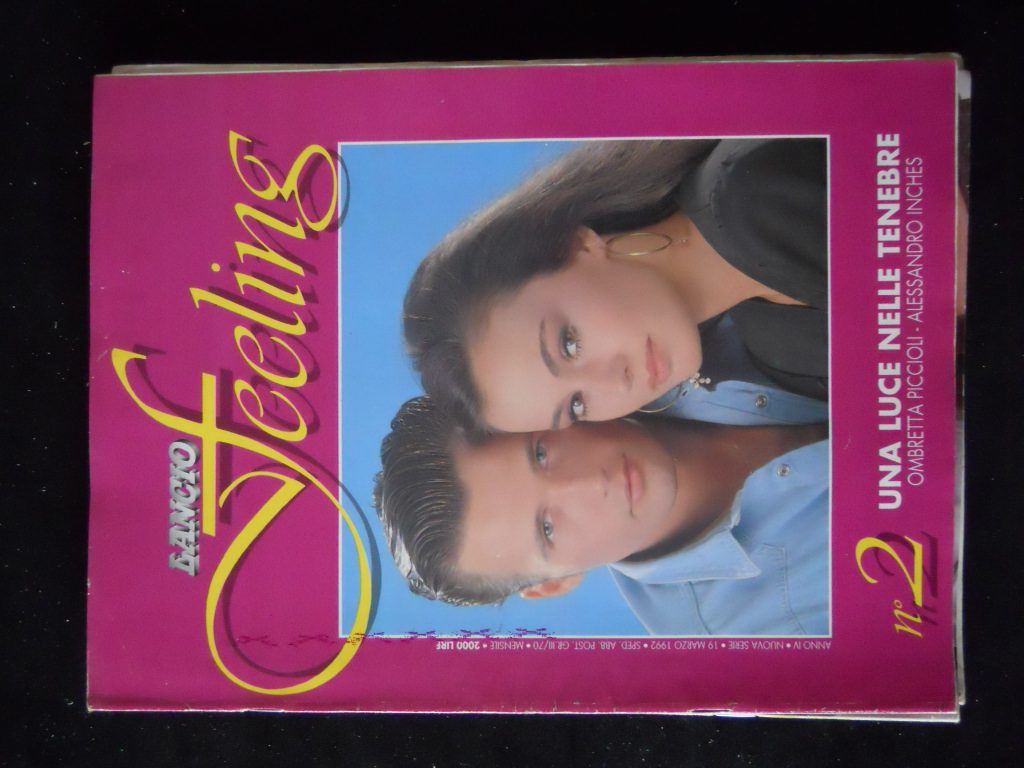 LANCIO
Feeling
ANNO IV • NUOVA SERIE • 19 MARZO 1992 • SPED. ABB. POST. GR. III/70 • MENSILE • 2000 LIRE
nº2
UNA LUCE NELLE TENEBRE
OMBRETTA PICCIOLI - ALESSANDRO INCHES